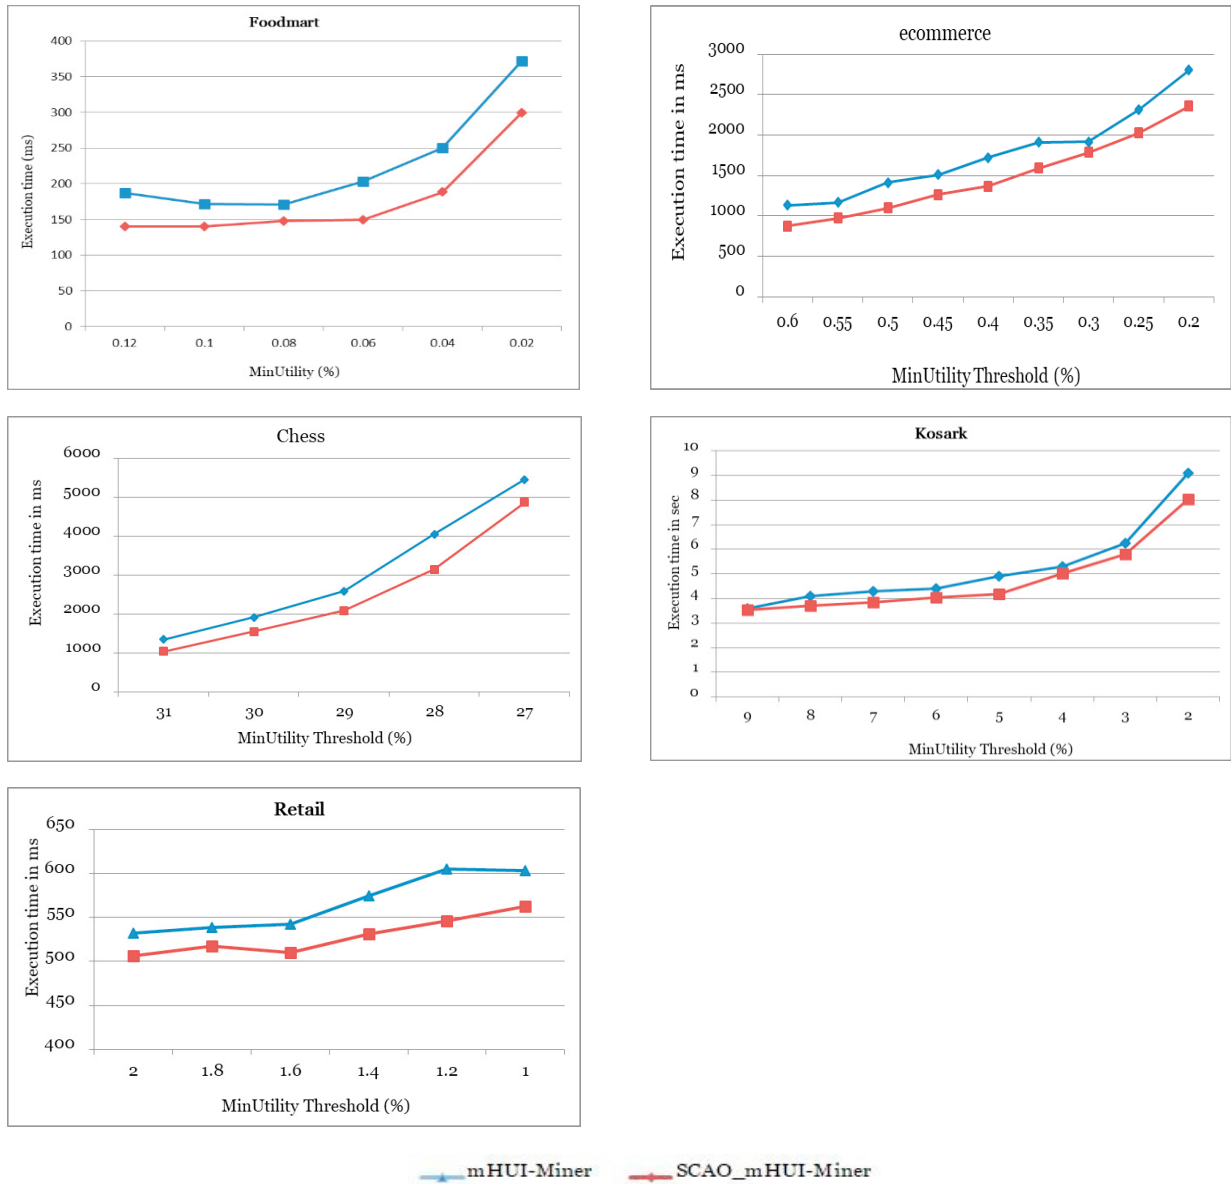 Foodmart
Execution time (ms)
400
350
300
250
200
150
100
50
0
0.12 0.1 0.08 0.06 0.04 0.02
MinUtility (%)
ecommerce
Execution time in ms
3000
2500
2000
1500
1000
500
0
0.6 0.55 0.5 0.45 0.4 0.35 0.3 0.25 0.2
MinUtility Threshold (%)
Chess
Execution time in ms
6000
5000
4000
3000
2000
1000
0
31 30 29 28 27
MinUtility Threshold (%)
Kosark
Execution time in sec
10
9
8
7
6
5
4
3
2
1
0
9 8 7 6 5 4 3 2
MinUtility Threshold (%)
Retail
Execution time in ms
650
600
550
500
450
400
2 1.8 1.6 1.4 1.2 1
MinUtility Threshold (%)
mHUI-Miner SCAO_mHUI-Miner